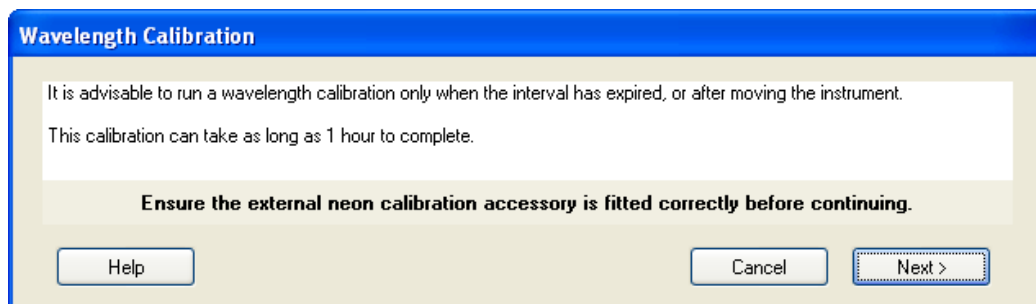 Wavelength Calibration
It is advisable to run a wavelength calibration only when the interval has expired, or after moving the instrument.
This calibration can take as long as 1 hour to complete.
Ensure the external neon calibration accessory is fitted correctly before continuing.
Help
Cancel
Next >